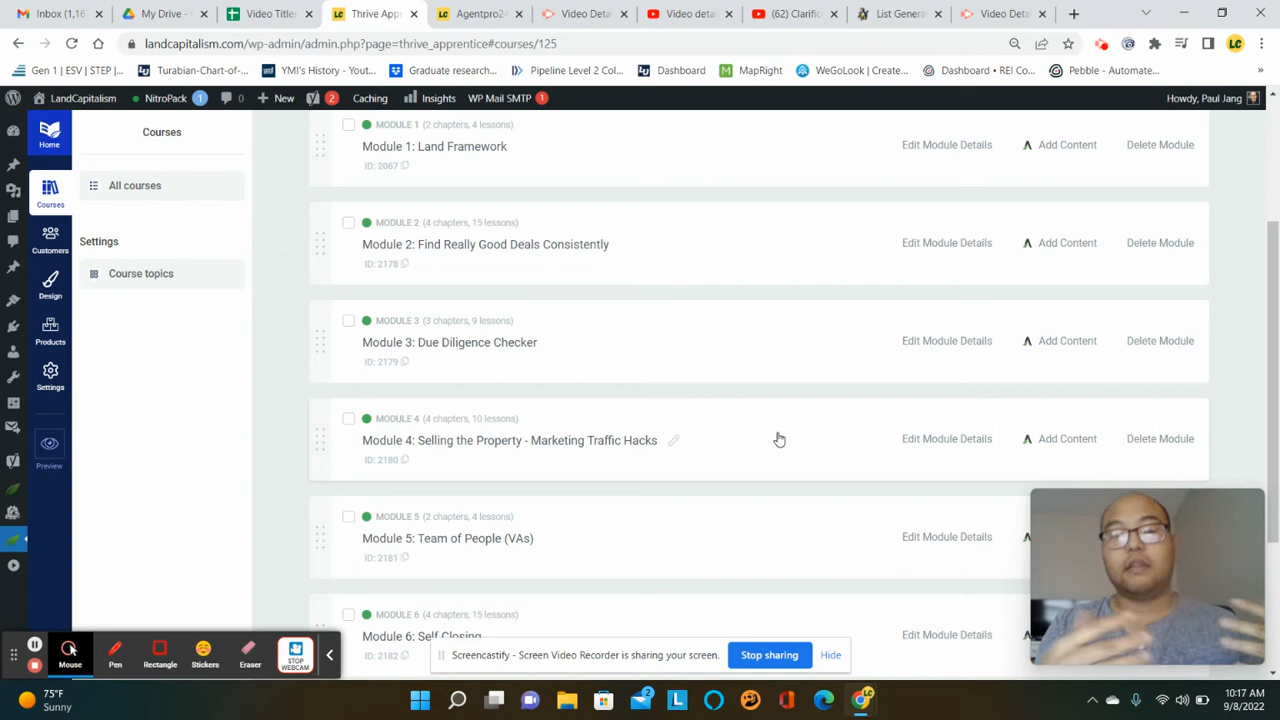 Inbox (1,16
My Drive - G
Video Titles
Thrive Appr
Agentpro24
Video Detai
Video detai
(62) Clarific
List Genera
Video Detai
landcapitalism.com/wp-admin/admin.php?page=thrive_apprentice#courses/125
Gen 1 | ESV | STEP |...
Turabian-Chart-of-...
YMI's History - Yout...
Graduate researc...
Pipeline Level 2 Col...
Dashboard
MapRight
WeGoLook | Create...
Dashboard • REI Co...
Pebble - Automate...
LandCapitalism
NitroPack 1
0
New
2
Caching
Insights
WP Mail SMTP 1
Howdy, Paul Jang
Home
Courses
Customers
Design
Products
Settings
Preview
Courses
All courses
Settings
Course topics
MODULE 1 (2 chapters, 4 lessons)
Module 1: Land Framework
ID: 2067
Edit Module Details
Add Content
Delete Module
MODULE 2 (4 chapters, 15 lessons)
Module 2: Find Really Good Deals Consistently
ID: 2178
Edit Module Details
Add Content
Delete Module
MODULE 3 (3 chapters, 9 lessons)
Module 3: Due Diligence Checker
ID: 2179
Edit Module Details
Add Content
Delete Module
MODULE 4 (4 chapters, 10 lessons)
Module 4: Selling the Property - Marketing Traffic Hacks
ID: 2180
Edit Module Details
Add Content
Delete Module
MODULE 5 (2 chapters, 4 lessons)
Module 5: Team of People (VAs)
ID: 2181
Edit Module Details
MODULE 6 (4 chapters, 15 lessons)
Module 6: Self Closing
ID: 2182
Edit Module Details
Mouse
Pen
Rectangle
Stickers
Eraser
STOP
WEBCAM
Screencastify - Screen Video Recorder is sharing your screen.
Stop sharing
Hide
75°F
Sunny
2
10:17 AM
9/8/2022